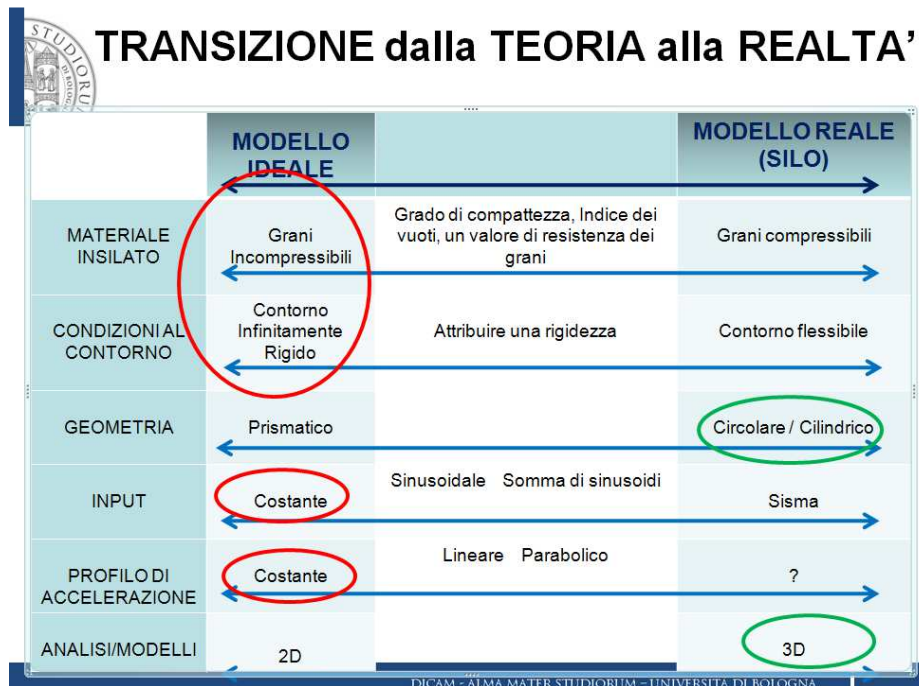 STUDIORUM
DI BOLOGNA
TRANSIZIONE dalla TEORIA alla REALTA’
MODELLO
IDEALE
MODELLO REALE
(SILO)
MATERIALE
INSILATO
Grani
Incompressibili
Grado di compattezza, Indice dei
vuoti, un valore di resistenza dei
grani
Grani compressibili
CONDIZIONI AL
CONTORNO
Contorno
Infinitamente
Rigido
Attribuire una rigidezza
Contorno flessibile
GEOMETRIA
Prismatico
Circolare / Cilindrico
INPUT
Costante
Sinusoidale Somma di sinusoidi
Sisma
PROFILO DI
ACCELERAZIONE
Costante
Lineare Parabolico
?
ANALISI/MODELLI
2D
3D
DICAM - ALMA MATER STUDIORUM – UNIVERSITÀ DI BOLOGNA